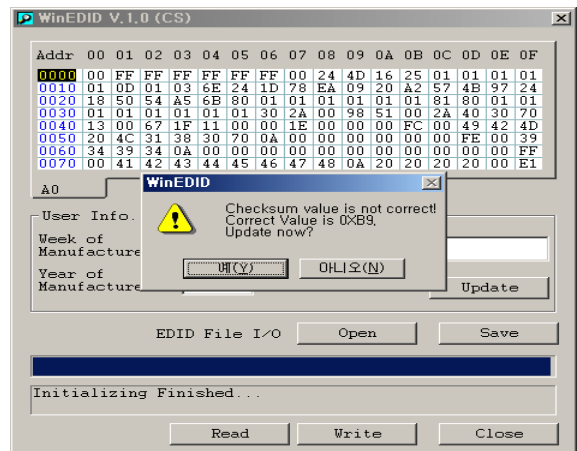 WinEDID V.1.0 (CS)
Addr 00 01 02 03 04 05 06 07 08 09 0A 0B 0C 0D 0E 0F
0000 00 FF FF FF FF FF FF 00 24 4D 16 25 01 01 01 01
0010 01 0D 01 03 6E 24 1D 78 EA 09 20 A2 57 4B 97 24
0020 18 50 54 A5 6B 80 01 01 01 01 01 01 81 80 01 01
0030 01 01 01 01 01 01 30 2A 00 98 51 00 2A 40 30 70
0040 13 00 67 1F 11 00 00 1E 00 00 00 FC 00 49 42 4D
0050 20 4C 31 38 30 70 0A 00 00 00 00 00 00 FE 00 39
0060 34 39 34 0A 00 00 00 00 00 00 00 00 00 00 00 FF
0070 00 41 42 43 44 45 46 47 48 0A 20 20 20 20 00 E1
A0
WinEDID
Checksum value is not correct!
Correct Value is 0XB9,
Update now?
예(Y) 아니오(N)
User Info.
Week of
Manufacture
Year of
Manufacture
Update
EDID File I/O Open Save
Initializing Finished...
Read Write Close